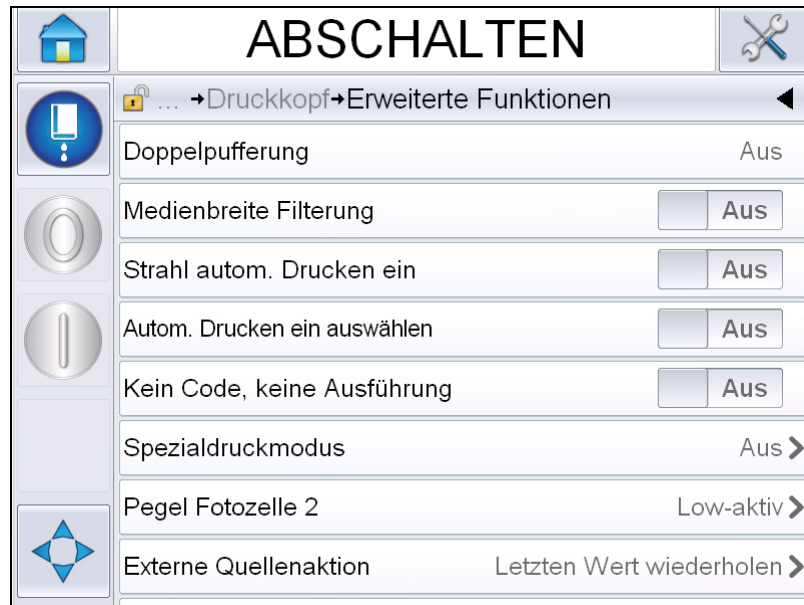 ABSCHALTEN
... →Druckkopf→Erweiterte Funktionen
Doppelpufferung Aus
Medienbreite Filterung Aus
Strahl autom. Drucken ein Aus
Autom. Drucken ein auswählen Aus
Kein Code, keine Ausführung Aus
Spezialdruckmodus Aus
Pegel Fotozelle 2 Low-aktiv
Externe Quellenaktion Letzten Wert wiederholen